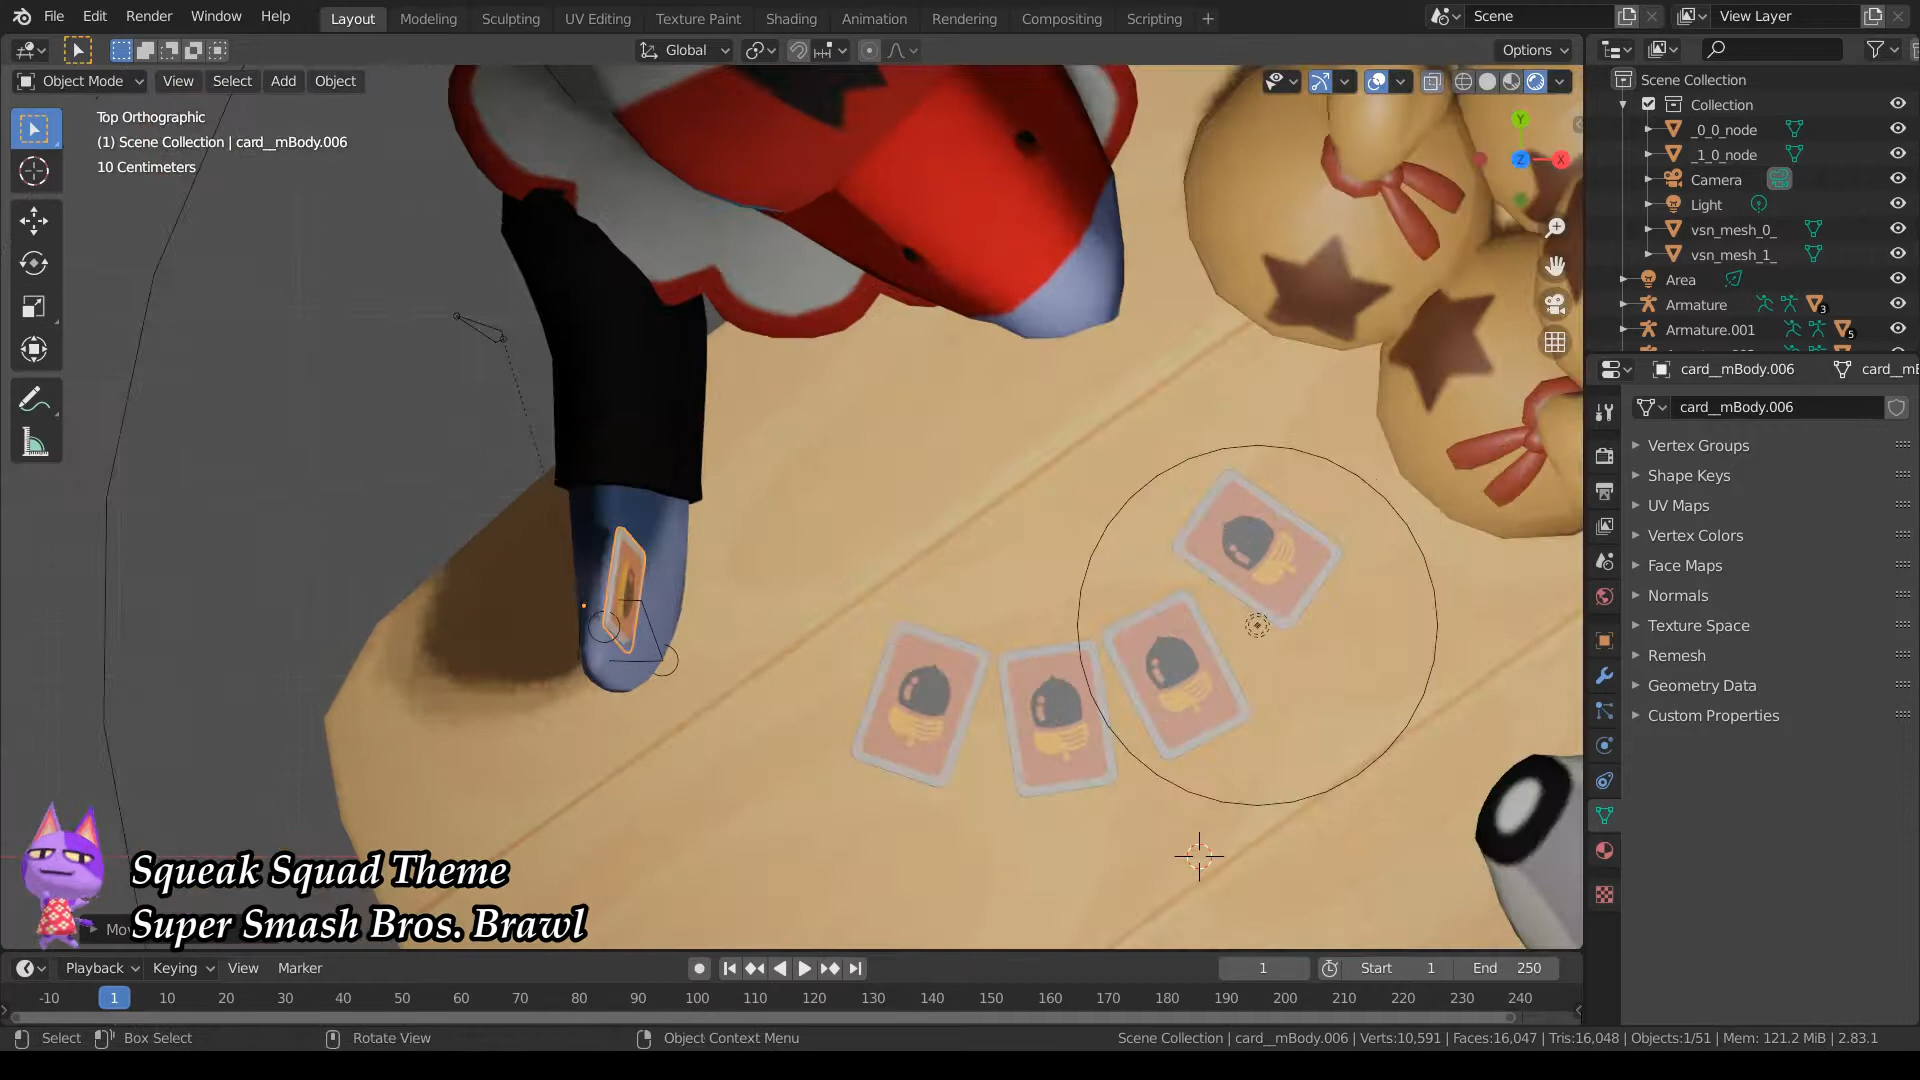 File Edit Render Window Help
Layout Modeling Sculpting UV Editing Texture Paint Shading Animation Rendering Compositing Scripting +
Scene
View Layer
Global
Options
Object Mode View Select Add Object
Top Orthographic
(1) Scene Collection | card__mBody.006
10 Centimeters
Y
Z
X
Scene Collection
Collection
_0_0_node
_1_0_node
Camera
Light
vsn_mesh_0_
vsn_mesh_1_
Area
Armature
3
Armature.001
5
card__mBody.006
card__mB
card__mBody.006
Vertex Groups
Shape Keys
UV Maps
Vertex Colors
Face Maps
Normals
Texture Space
Remesh
Geometry Data
Custom Properties
Squeak Squad Theme
Super Smash Bros. Brawl
Playback Keying View Marker
1
Start 1
End 250
-10 1 10 20 30 40 50 60 70 80 90 100 110 120 130 140 150 160 170 180 190 200 210 220 230 240
Select Box Select Rotate View Object Context Menu
Scene Collection | card__mBody.006 | Verts:10,591 | Faces:16,047 | Tris:16,048 | Objects:1/51 | Mem: 121.2 MiB | 2.83.1